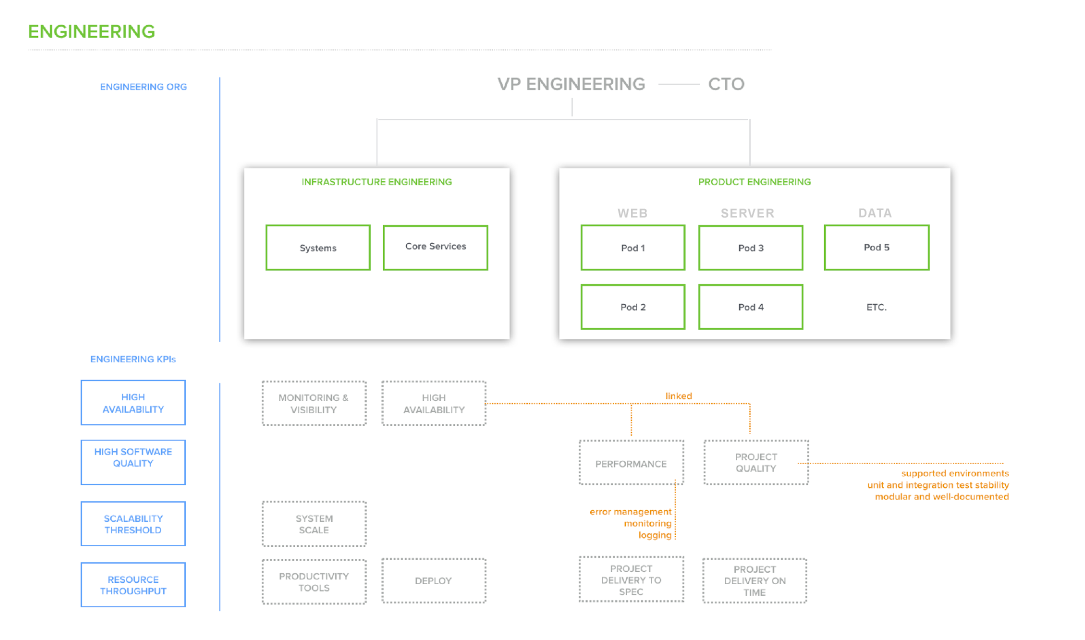 ENGINEERING
ENGINEERING ORG
VP ENGINEERING
CTO
INFRASTRUCTURE ENGINEERING
Systems
Core Services
PRODUCT ENGINEERING
WEB
SERVER
DATA
Pod 1
Pod 3
Pod 5
Pod 2
Pod 4
ETC.
ENGINEERING KPIs
HIGH
AVAILABILITY
MONITORING &
VISIBILITY
HIGH
AVAILABILITY
linked
HIGH SOFTWARE
QUALITY
PERFORMANCE
PROJECT
QUALITY
supported environments
unit and integration test stability
modular and well-documented
error management
monitoring
logging
SCALABILITY
THRESHOLD
SYSTEM
SCALE
RESOURCE
THROUGHPUT
PRODUCTIVITY
TOOLS
DEPLOY
PROJECT
DELIVERY TO
SPEC
PROJECT
DELIVERY ON
TIME